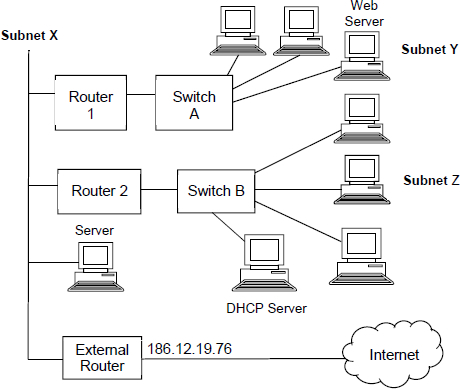 Web
Server
Subnet X
Subnet Y
Router
1
Switch
A
Router 2
Switch B
Subnet Z
Server
DHCP Server
External
Router
186.12.19.76
Internet